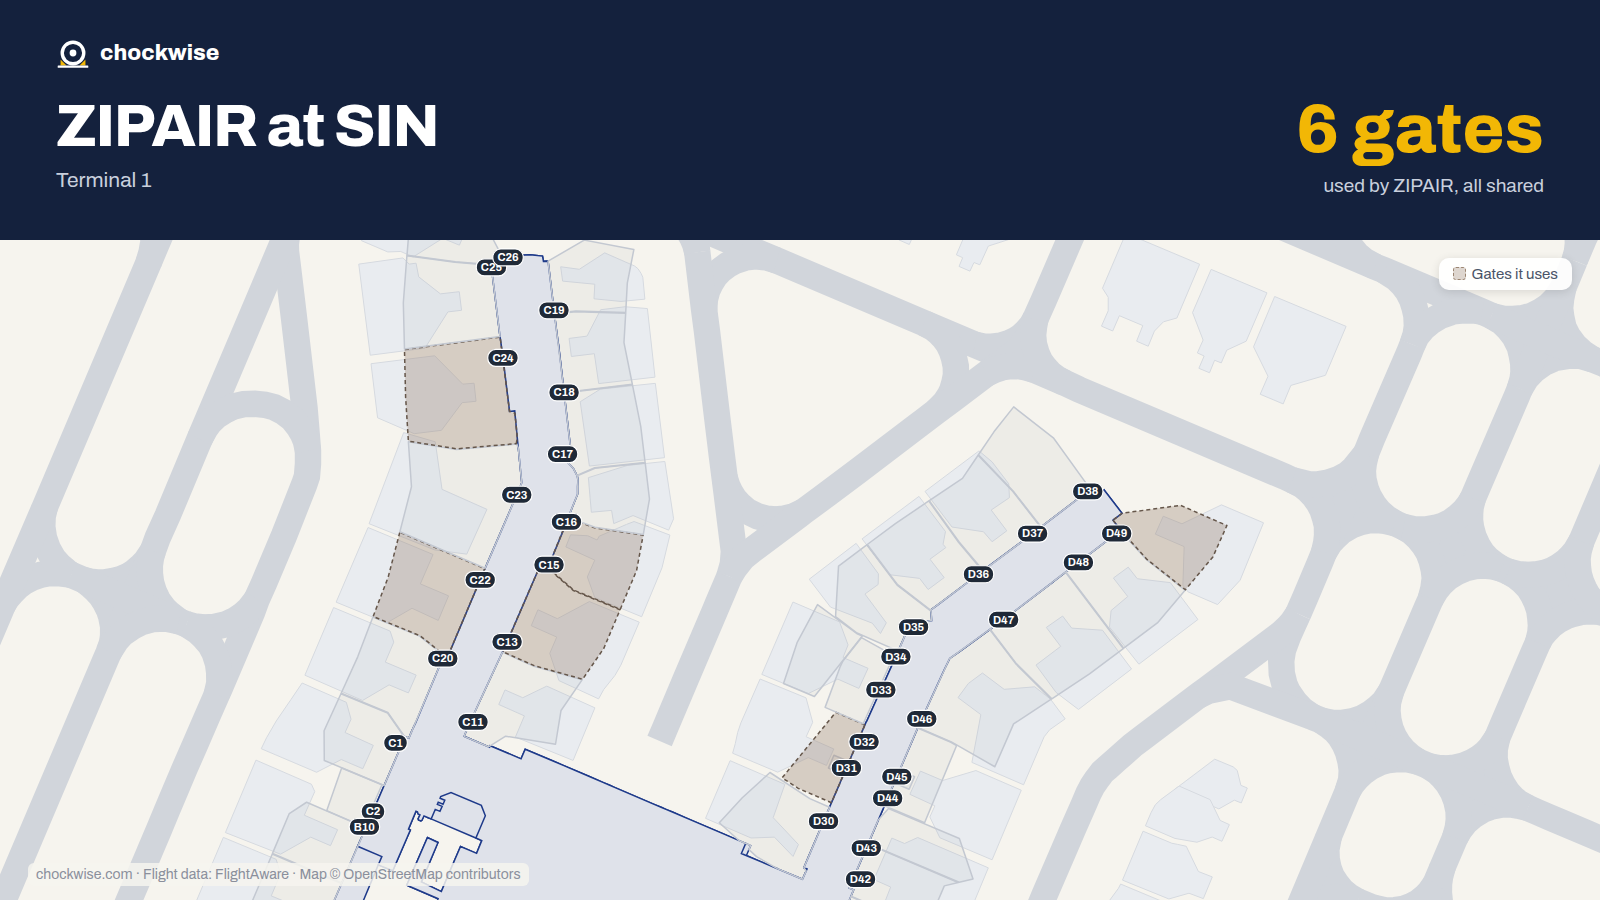 chockwise
ZIPAIR at SIN
Terminal 1
6 gates
used by ZIPAIR, all shared
Gates it uses
C26
C25
C19
C24
C18
C17
C23
C16
C15
C22
C13
C20
C11
C1
C2
B10
D38
D37
D49
D48
D36
D47
D35
D34
D33
D46
D32
D31
D45
D44
D30
D43
D42
chockwise.com · Flight data: FlightAware · Map © OpenStreetMap contributors